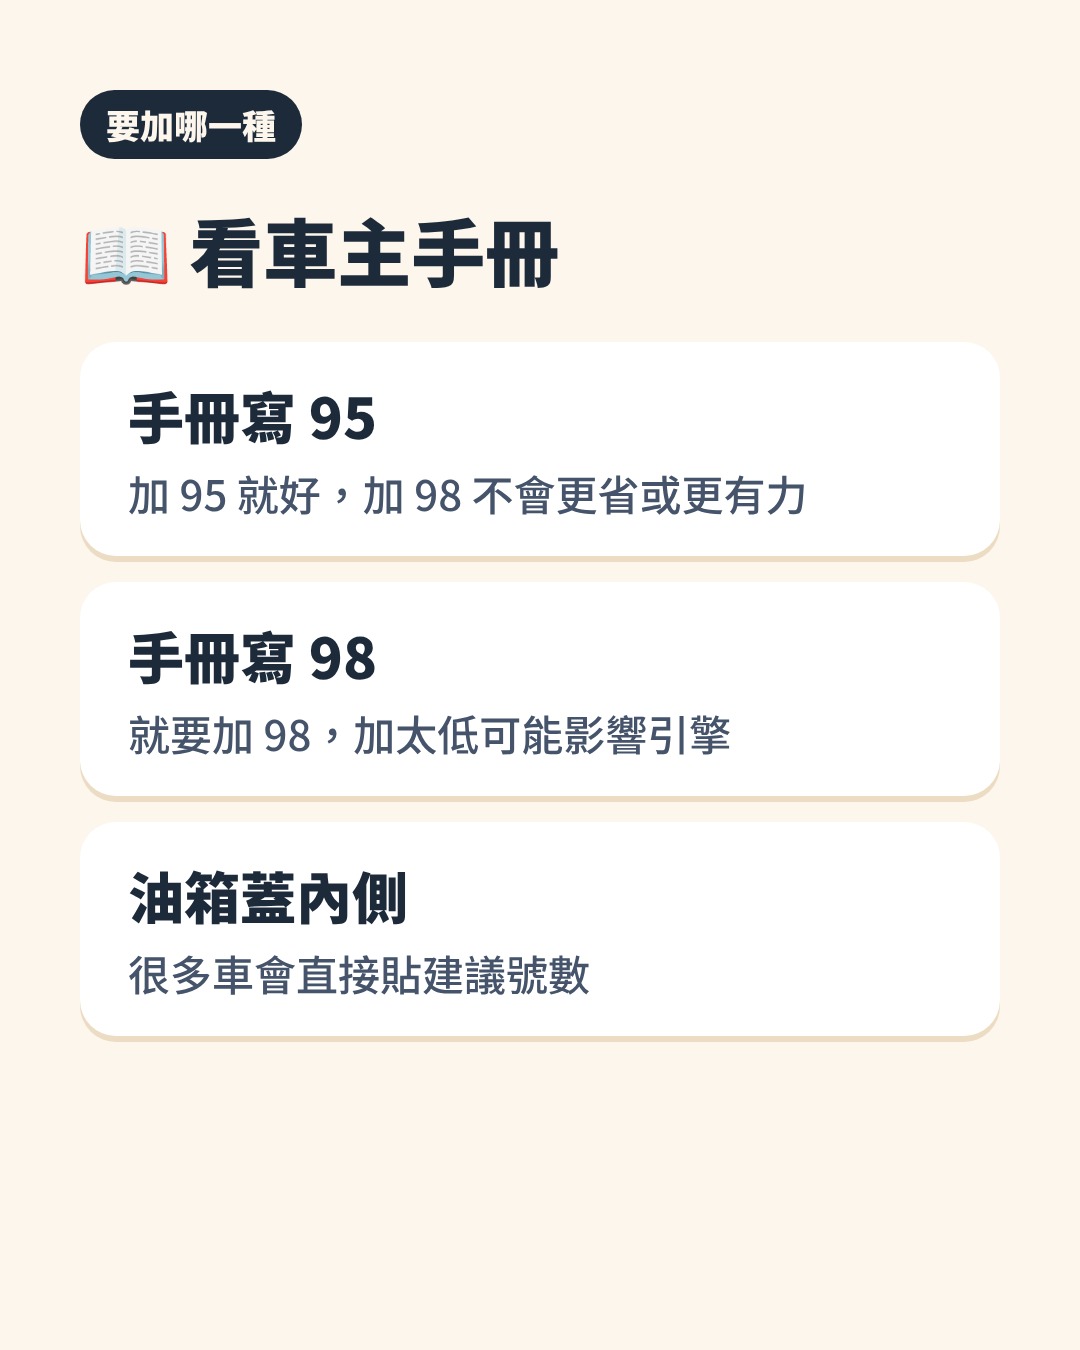 要加哪一種
📖 看車主手冊
手冊寫 95
加 95 就好，加 98 不會更省或更有力
手冊寫 98
就要加 98，加太低可能影響引擎
油箱蓋內側
很多車會直接貼建議號數